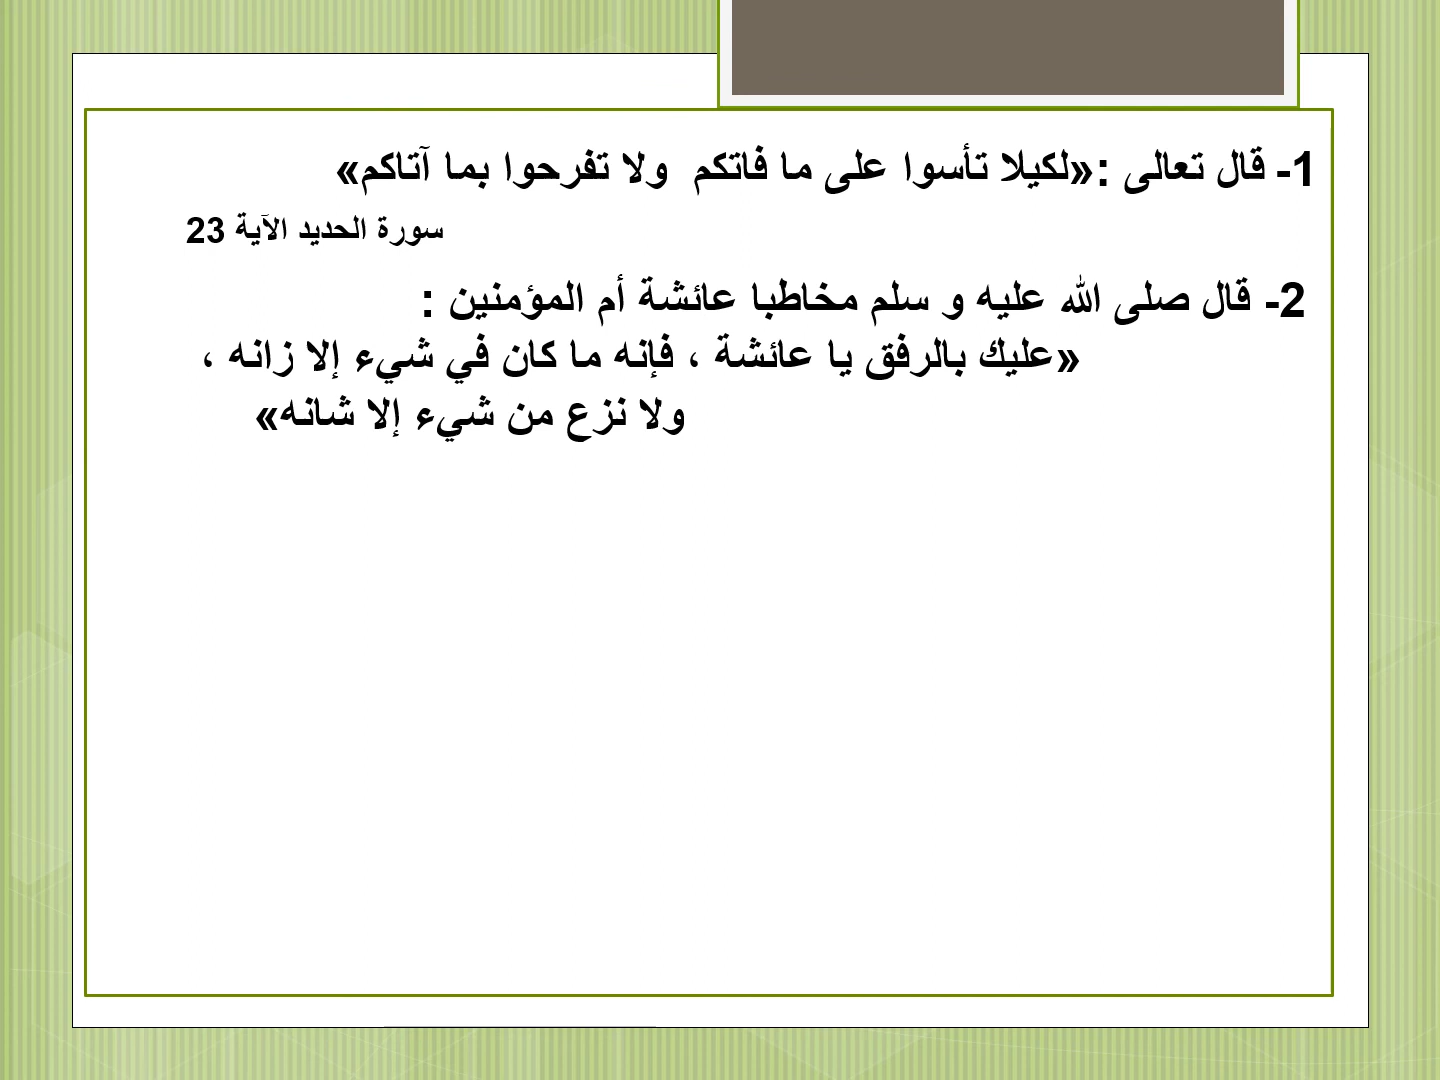 1- قال تعالى :«لكيلا تأسوا على ما فاتكم ولا تفرحوا بما آتاكم»
سورة الحديد الآية 23
2- قال صلى الله عليه و سلم مخاطبا عائشة أم المؤمنين :
«عليك بالرفق يا عائشة ، فإنه ما كان في شيء إلا زانه ،
ولا نزع من شيء إلا شانه»